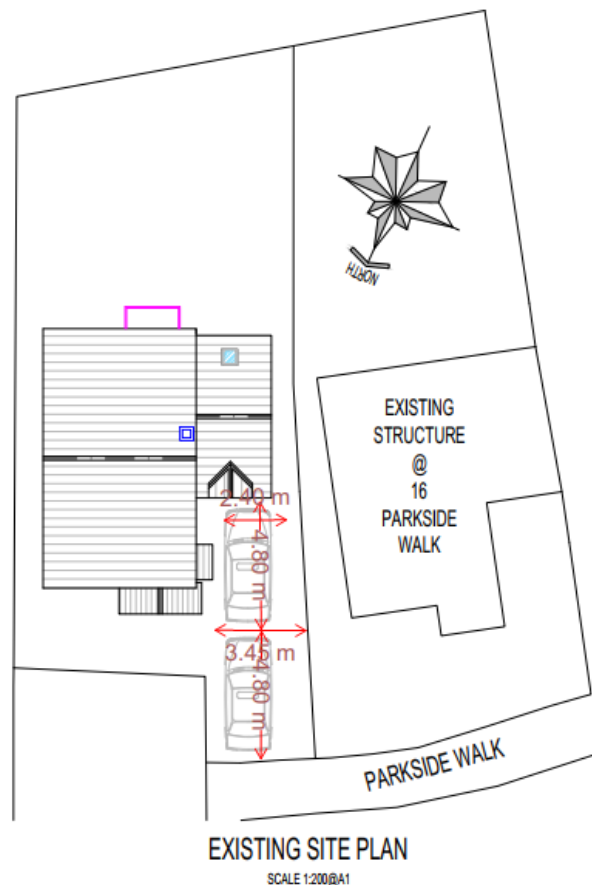 NORTH
EXISTING
STRUCTURE
@
16
PARKSIDE
WALK
2.40 m
4.80 m
3.45 m
4.80 m
PARKSIDE WALK
EXISTING SITE PLAN
SCALE 1:200@A1